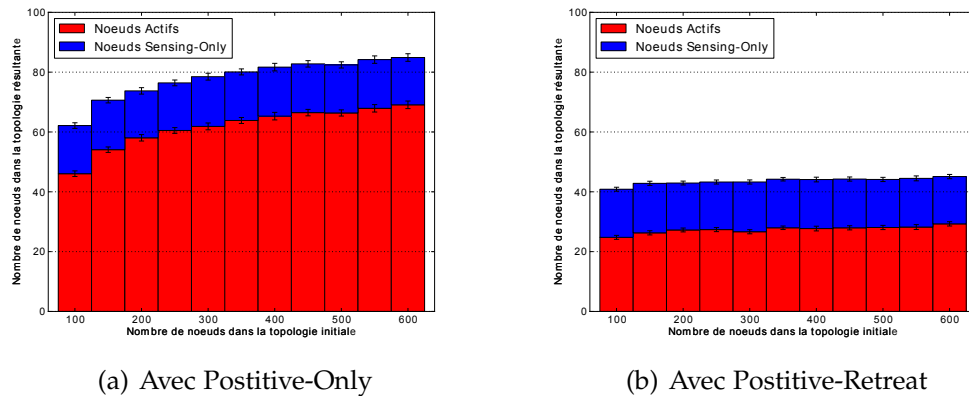 100
80
60
40
20
0
Nombre de noeuds dans la topologie résultante
Noeuds Actifs
Noeuds Sensing-Only
100 200 300 400 500 600
Nombre de noeuds dans la topologie initiale
(a) Avec Postitive-Only
100
80
60
40
20
0
Nombre de noeuds dans la topologie résultante
Noeuds Actifs
Noeuds Sensing-Only
100 200 300 400 500 600
Nombre de noeuds dans la topologie initiale
(b) Avec Postitive-Retreat